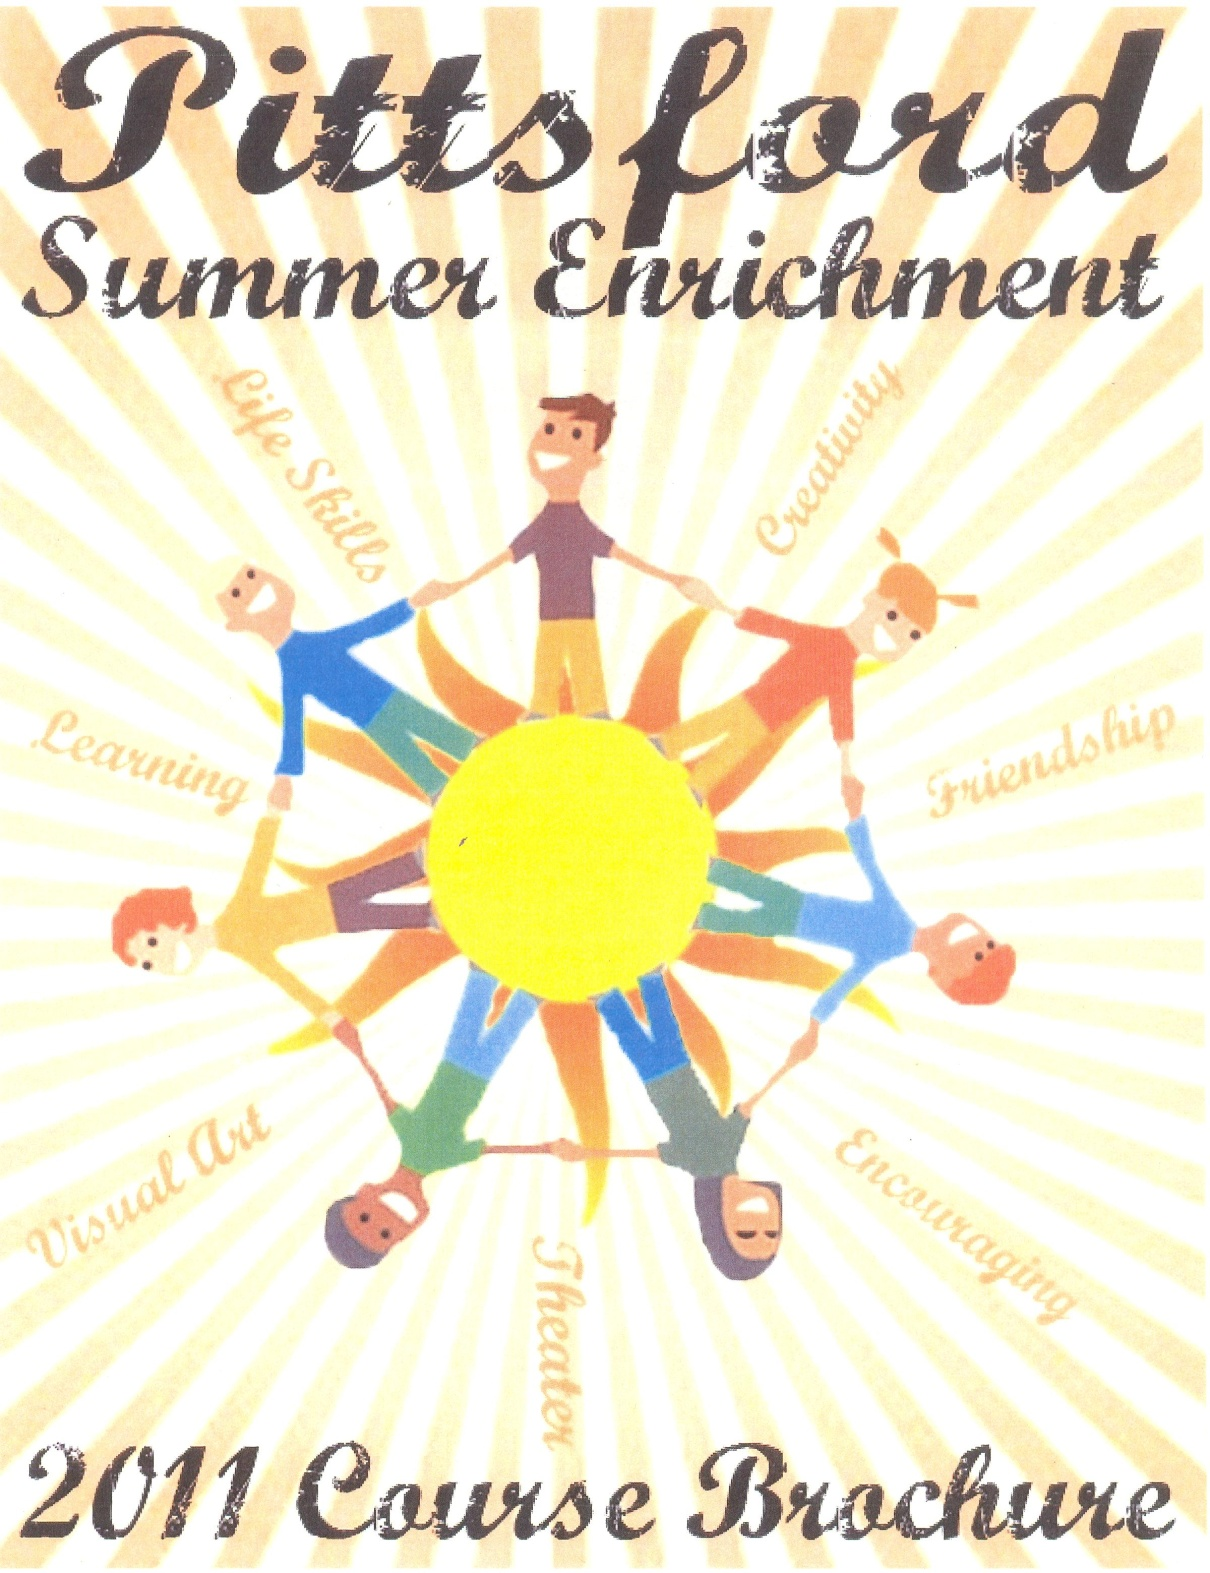 Pittsford
Summer Enrichment
Life Skills
Creativity
Learning
Friendship
Visual Art
Encouraging
Theater
2011 Course Brochure